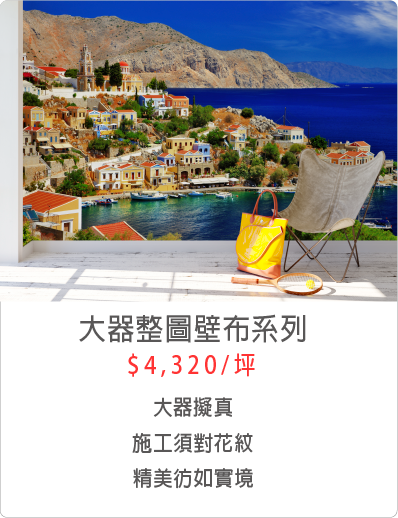 大器整圖壁布系列
$4,320/坪
大器擬真
施工須對花紋
精美彷如實境